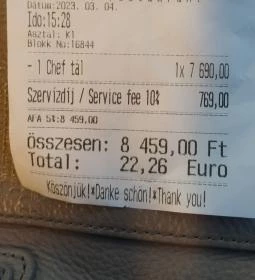 Dátum:2023. 03. 04.
Ido:15:28
Asztal: K1
Blokk No:16844
- 1 Chef tál 1x 7 690,00
Szervizdíj / Service fee 10% 769,00
AFA 5%:8 459,00
Összesen: 8 459,00 Ft
Total: 22,26 Euro
Köszönjük!*Danke schön!*Thank you!